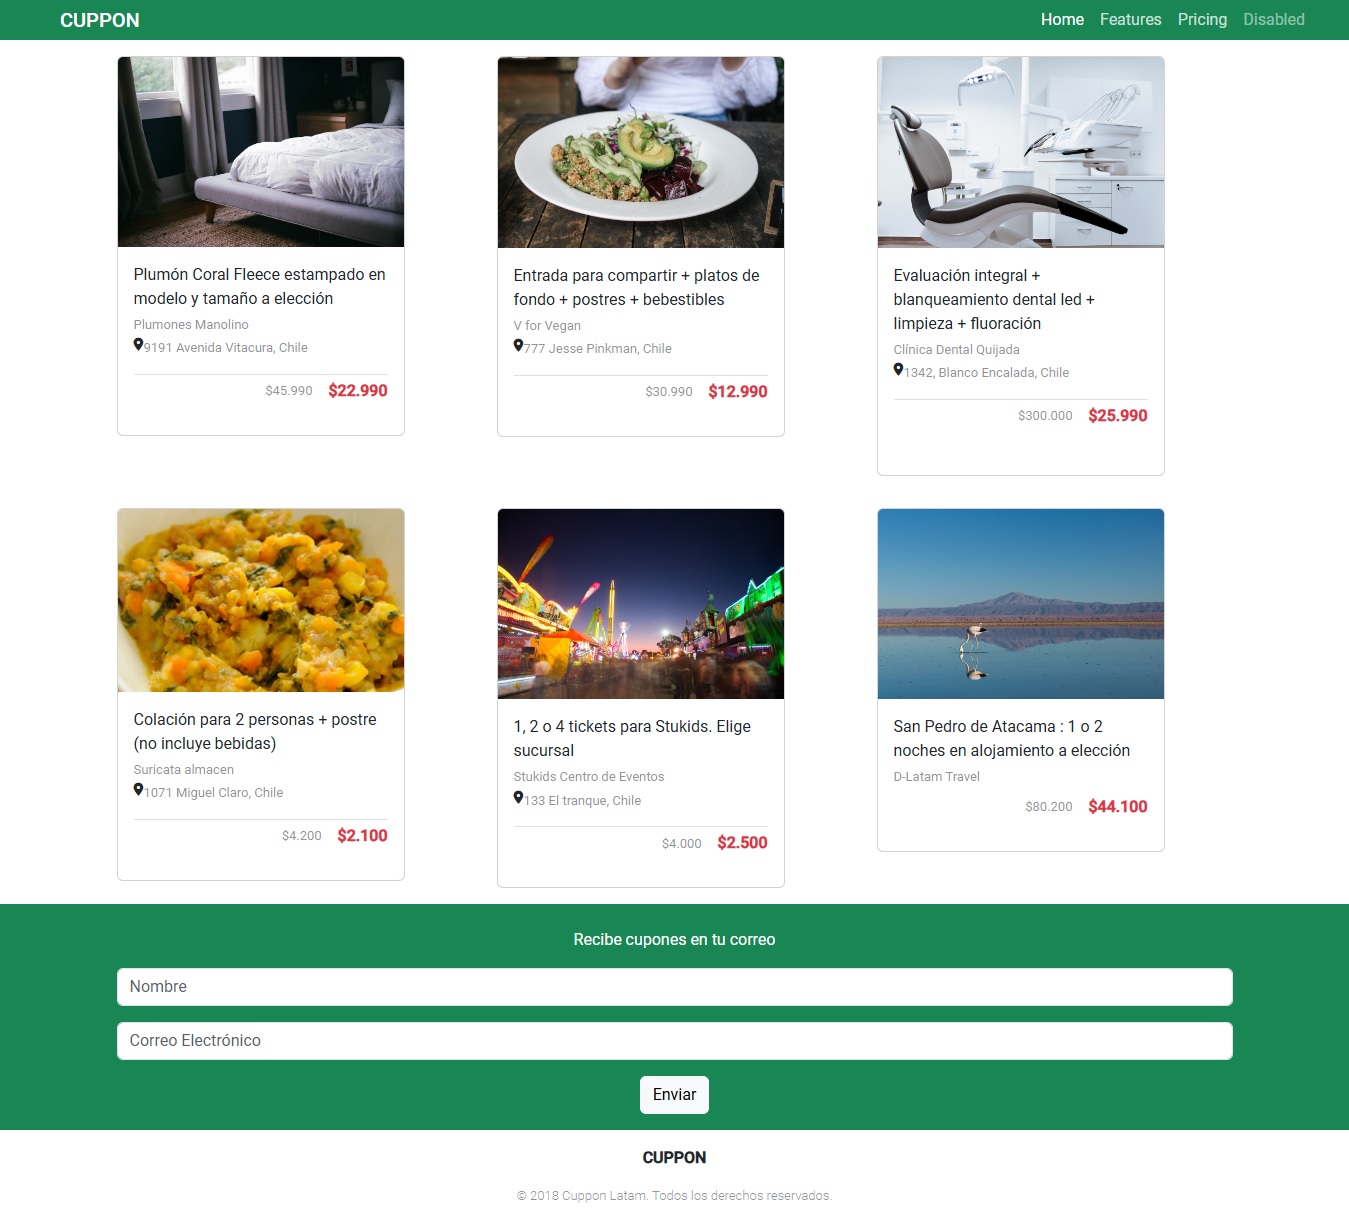 CUPPON
Home Features Pricing Disabled
Plumón Coral Fleece estampado en
modelo y tamaño a elección
Plumones Manolino
9191 Avenida Vitacura, Chile
$45.990 $22.990
Entrada para compartir + platos de
fondo + postres + bebestibles
V for Vegan
777 Jesse Pinkman, Chile
$30.990 $12.990
Evaluación integral +
blanqueamiento dental led +
limpieza + fluoración
Clínica Dental Quijada
1342, Blanco Encalada, Chile
$300.000 $25.990
Colación para 2 personas + postre
(no incluye bebidas)
Suricata almacen
1071 Miguel Claro, Chile
$4.200 $2.100
1, 2 o 4 tickets para Stukids. Elige
sucursal
Stukids Centro de Eventos
133 El tranque, Chile
$4.000 $2.500
San Pedro de Atacama : 1 o 2
noches en alojamiento a elección
D-Latam Travel
$80.200 $44.100
Recibe cupones en tu correo
Nombre
Correo Electrónico
Enviar
CUPPON
© 2018 Cuppon Latam. Todos los derechos reservados.